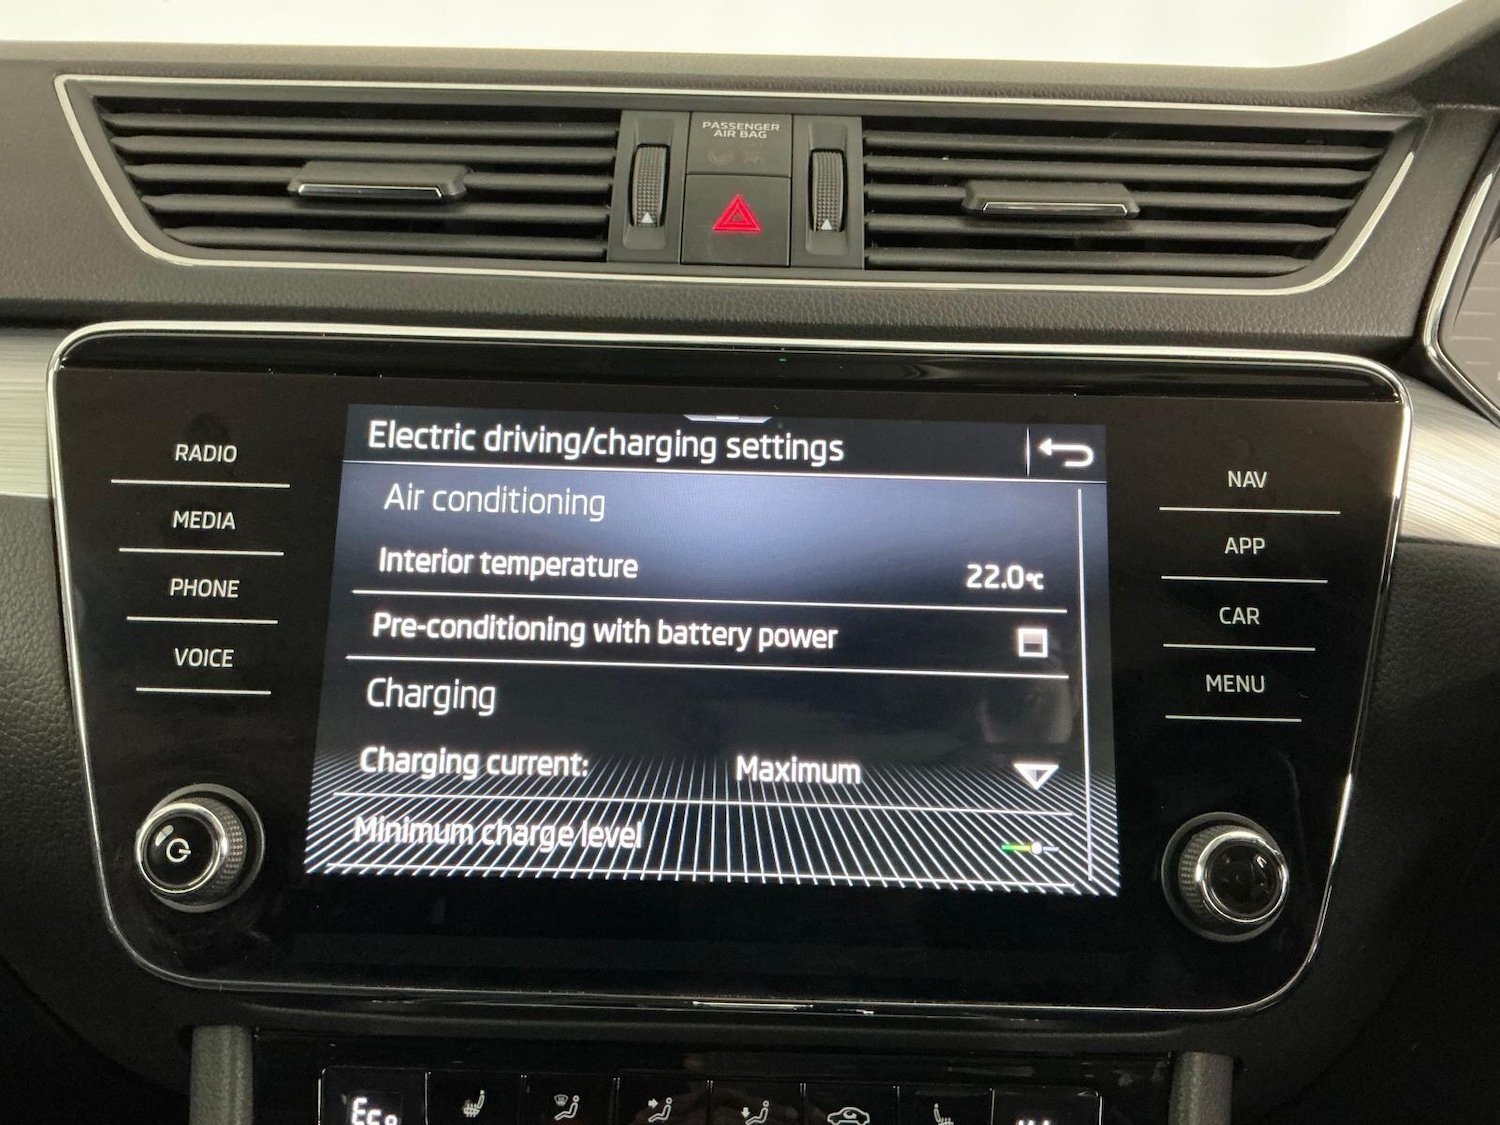 PASSENGER
AIR BAG
RADIO
MEDIA
PHONE
VOICE
Electric driving/charging settings
Air conditioning
Interior temperature 22.0°C
Pre-conditioning with battery power
Charging
Charging current: Maximum
Minimum charge level
NAV
APP
CAR
MENU